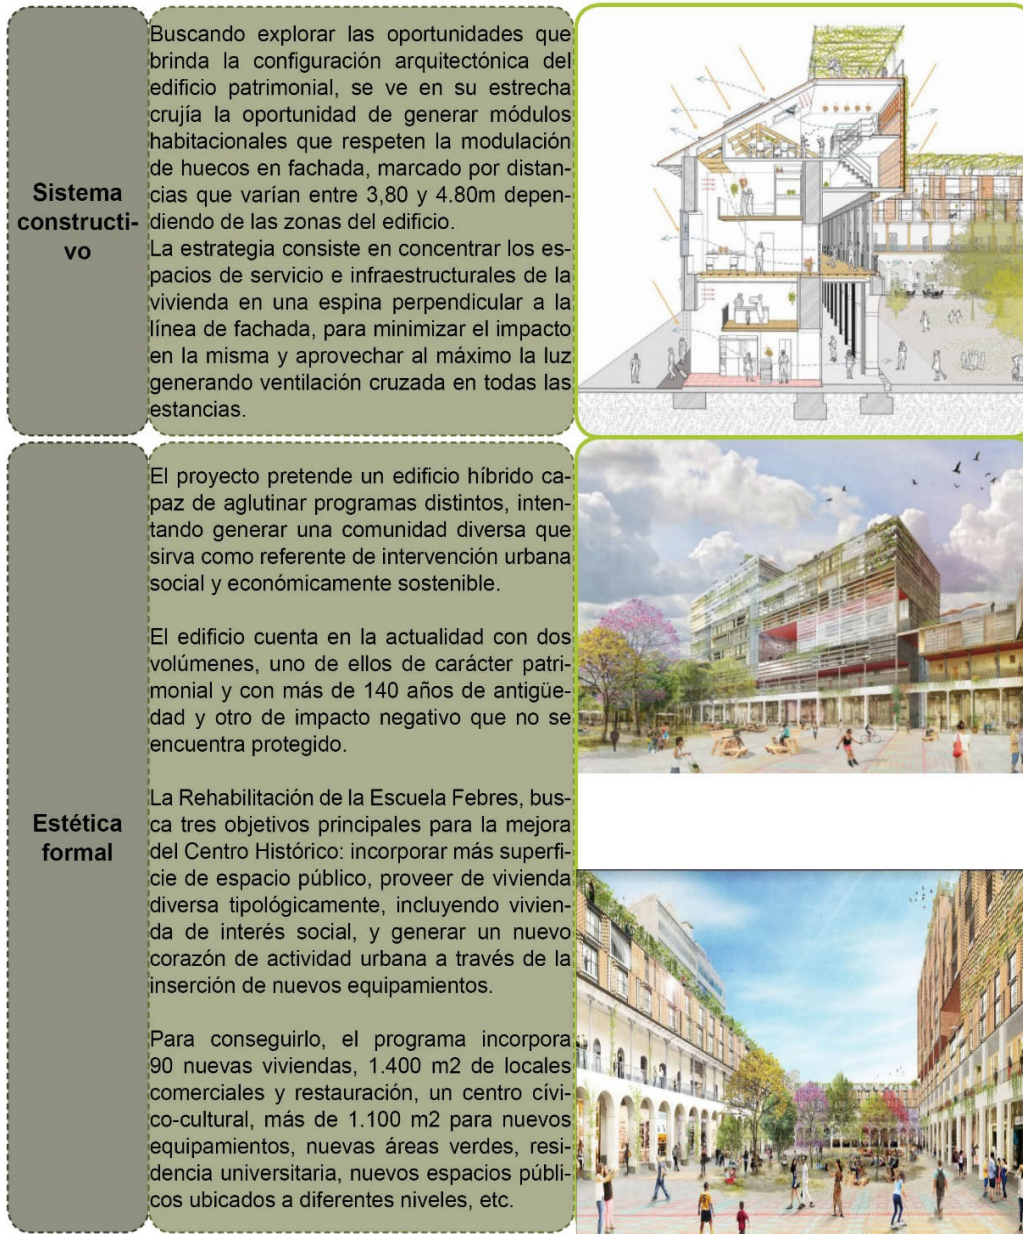 Sistema
constructi-
vo
Buscando explorar las oportunidades que
brinda la configuración arquitectónica del
edificio patrimonial, se ve en su estrecha
crujía la oportunidad de generar módulos
habitacionales que respeten la modulación
de huecos en fachada, marcado por distan-
cias que varían entre 3,80 y 4.80m depen-
diendo de las zonas del edificio.
La estrategia consiste en concentrar los es-
pacios de servicio e infraestructurales de la
vivienda en una espina perpendicular a la
línea de fachada, para minimizar el impacto
en la misma y aprovechar al máximo la luz
generando ventilación cruzada en todas las
estancias.
Estética
formal
El proyecto pretende un edificio híbrido ca-
paz de aglutinar programas distintos, inten-
tando generar una comunidad diversa que
sirva como referente de intervención urbana
social y económicamente sostenible.
El edificio cuenta en la actualidad con dos
volúmenes, uno de ellos de carácter patri-
monial y con más de 140 años de antigüe-
dad y otro de impacto negativo que no se
encuentra protegido.
La Rehabilitación de la Escuela Febres, bus-
ca tres objetivos principales para la mejora
del Centro Histórico: incorporar más superfi-
cie de espacio público, proveer de vivienda
diversa tipológicamente, incluyendo vivien-
da de interés social, y generar un nuevo
corazón de actividad urbana a través de la
inserción de nuevos equipamientos.
Para conseguirlo, el programa incorpora
90 nuevas viviendas, 1.400 m2 de locales
comerciales y restauración, un centro cívi-
co-cultural, más de 1.100 m2 para nuevos
equipamientos, nuevas áreas verdes, resi-
dencia universitaria, nuevos espacios públi-
cos ubicados a diferentes niveles, etc.